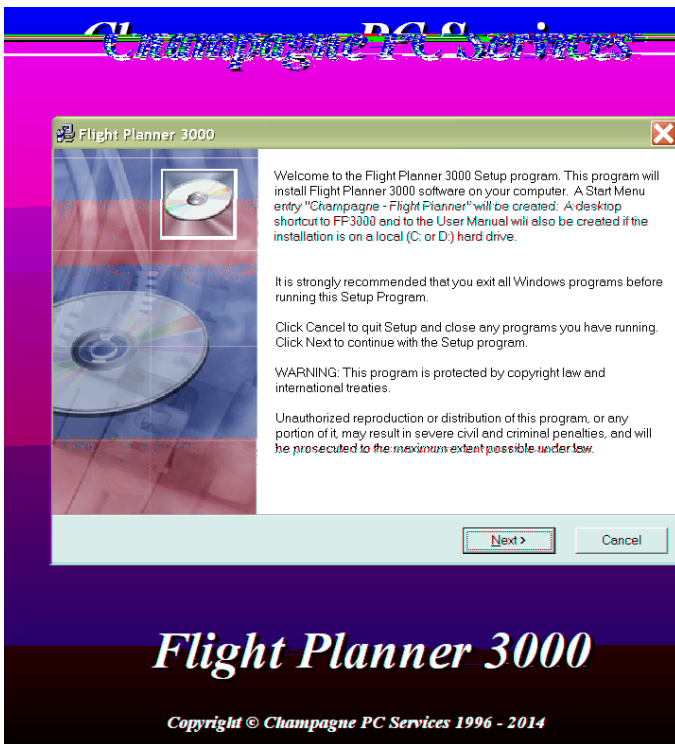 Champagne PC Services
Flight Planner 3000
Welcome to the Flight Planner 3000 Setup program. This program will
install Flight Planner 3000 software on your computer. A Start Menu
entry "Champagne - Flight Planner" will be created. A desktop
shortcut to FP3000 and to the User Manual will also be created if the
installation is on a local (C: or D:) hard drive.
It is strongly recommended that you exit all Windows programs before
running this Setup Program.
Click Cancel to quit Setup and close any programs you have running.
Click Next to continue with the Setup program.
WARNING: This program is protected by copyright law and
international treaties.
Unauthorized reproduction or distribution of this program, or any
portion of it, may result in severe civil and criminal penalties, and will
be prosecuted to the maximum extent possible under law.
Next >
Cancel
Flight Planner 3000
Copyright © Champagne PC Services 1996 - 2014